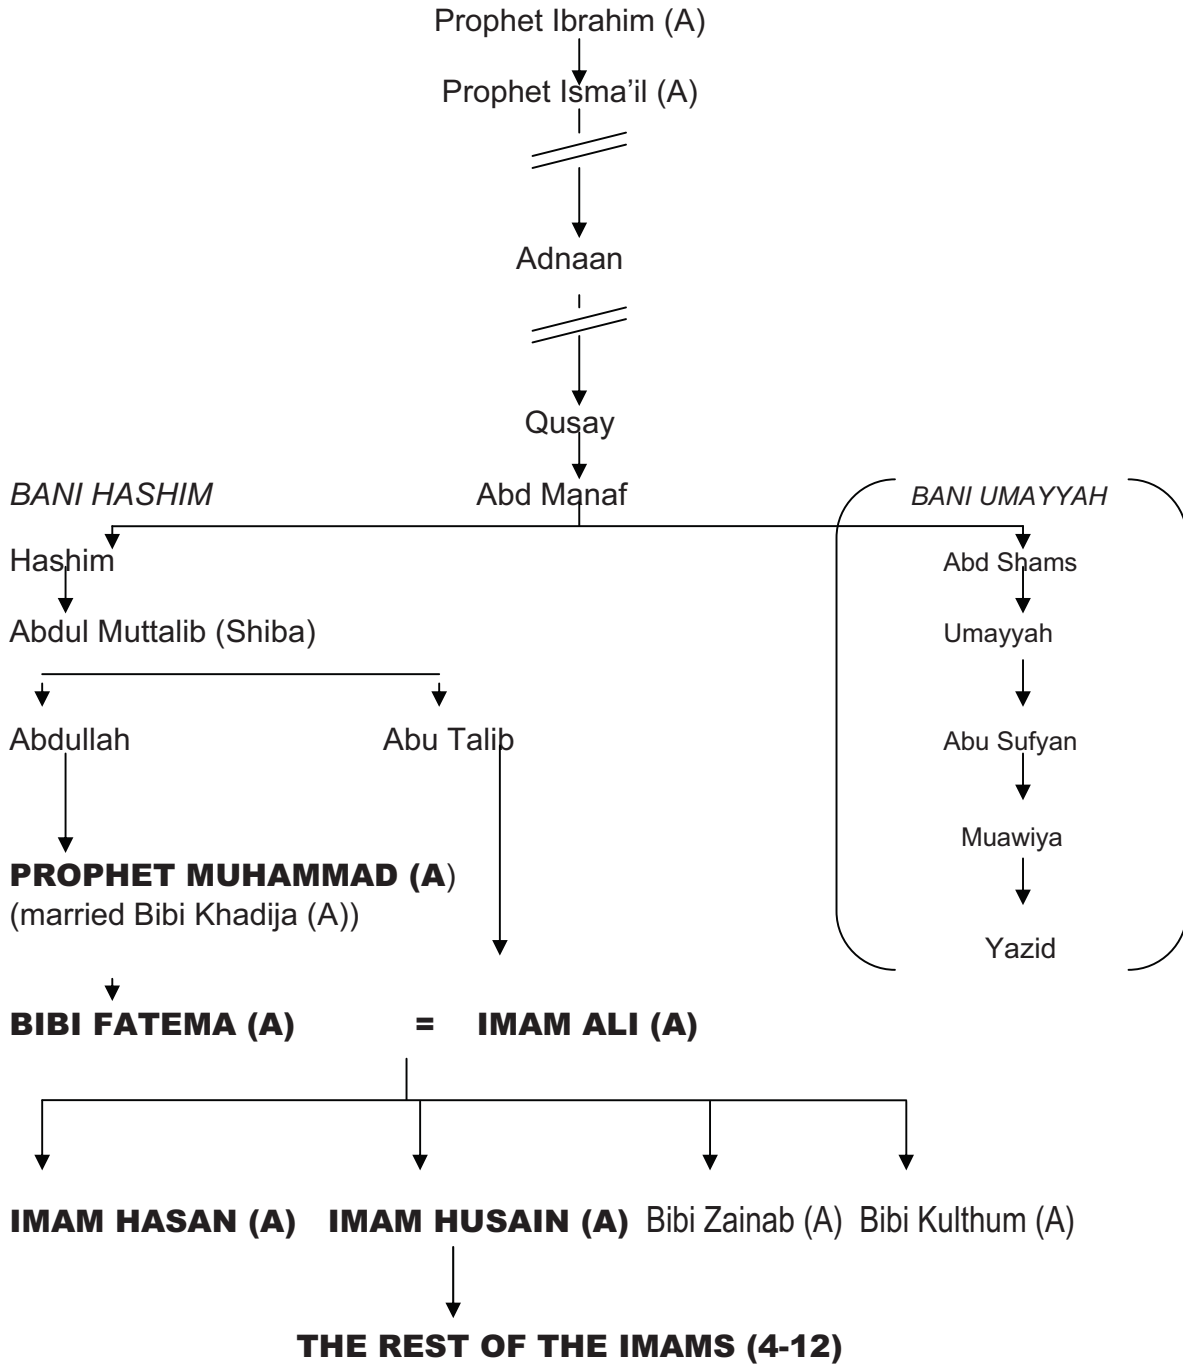 Prophet Ibrahim (A)
Prophet Isma’il (A)
Adnaan
Qusay
BANI HASHIM Abd Manaf BANI UMAYYAH
Hashim Abd Shams
Abdul Muttalib (Shiba) Umayyah
Abdullah Abu Talib Abu Sufyan
Muawiya
PROPHET MUHAMMAD (A)
(married Bibi Khadija (A))
Yazid
BIBI FATEMA (A) = IMAM ALI (A)
IMAM HASAN (A) IMAM HUSAIN (A) Bibi Zainab (A) Bibi Kulthum (A)
THE REST OF THE IMAMS (4-12)